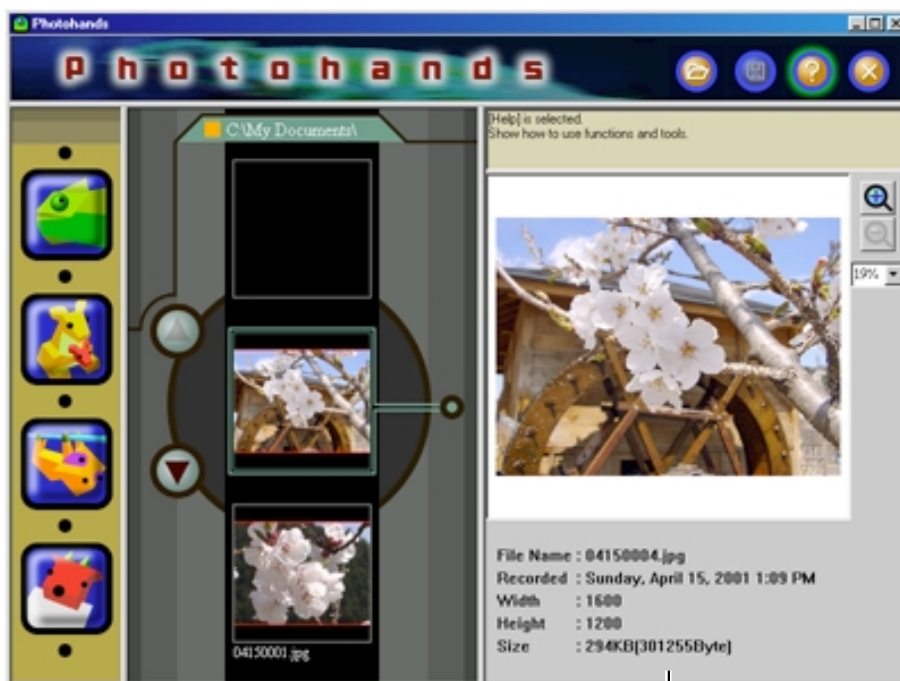 Photohands
Photohands
C:\My Documents\
[Help] is selected.
Show how to use functions and tools.
19%
File Name : 04150004.jpg
Recorded : Sunday, April 15, 2001 1:09 PM
Width : 1600
Height : 1200
Size : 294KB[301255Byte]
04150001.jpg